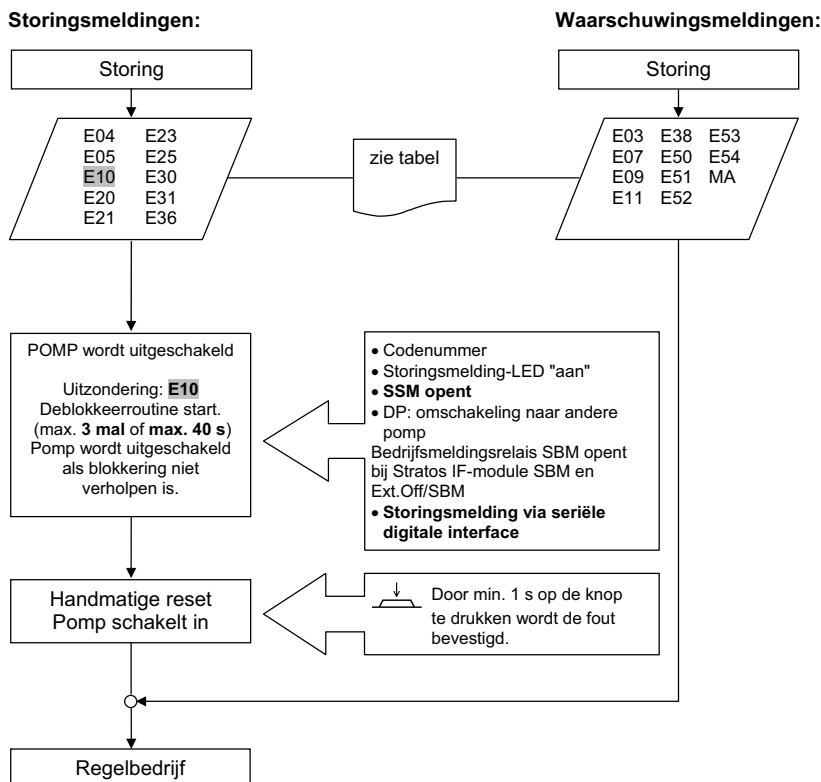 Storingsmeldingen:
Waarschuwingsmeldingen:
Storing
Storing
E04 E23
E05 E25
E10 E30
E20 E31
E21 E36
zie tabel
E03 E38 E53
E07 E50 E54
E09 E51 MA
E11 E52
POMP wordt uitgeschakeld
Uitzondering: E10
Deblokkeerroutine start.
(max. 3 mal of max. 40 s)
Pomp wordt uitgeschakeld
als blokkering niet
verholpen is.
• Codenummer
• Storingsmelding-LED "aan"
• SSM opent
• DP: omschakeling naar andere
pomp
Bedrijfsmeldingsrelais SBM opent
bij Stratos IF-module SBM en
Ext.Off/SBM
• Storingsmelding via seriële
digitale interface
Handmatige reset
Pomp schakelt in
Door min. 1 s op de knop
te drukken wordt de fout
bevestigd.
Regelbedrijf